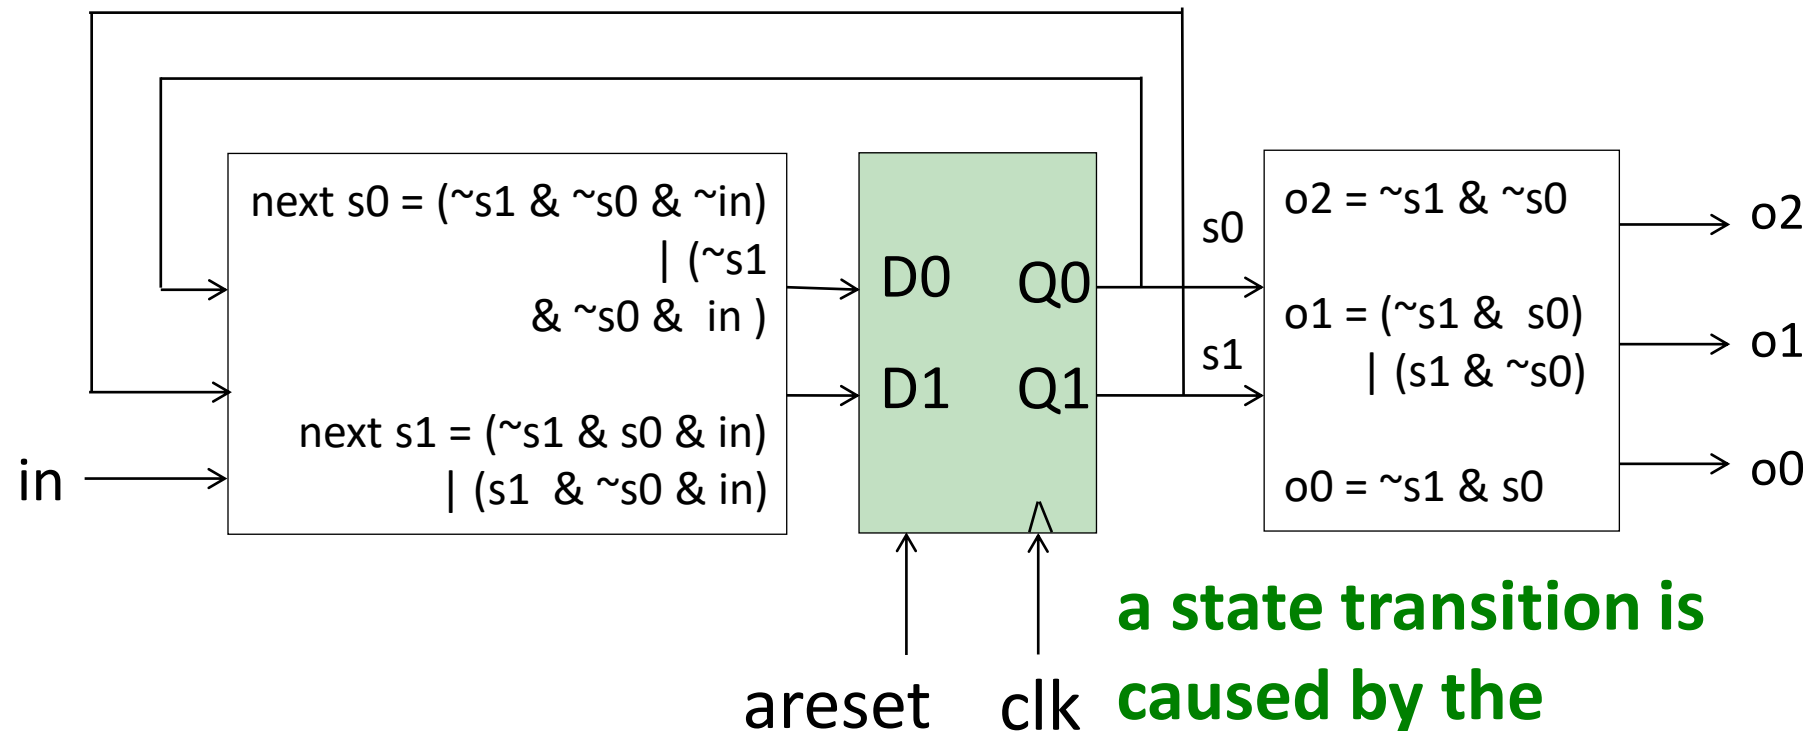 next s0 = (~s1 & ~s0 & ~in)
| (~s1
& ~s0 & in )
next s1 = (~s1 & s0 & in)
| (s1 & ~s0 & in)
in
D0 Q0
D1 Q1
areset
clk
s0
s1
o2 = ~s1 & ~s0
o1 = (~s1 & s0)
| (s1 & ~s0)
o0 = ~s1 & s0
o2
o1
o0
a state transition is
caused by the